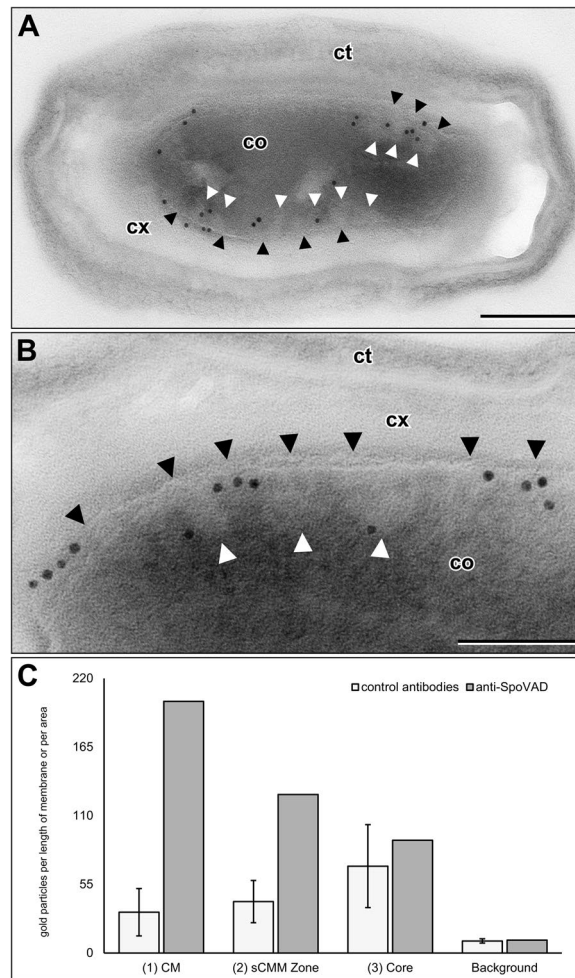 A
ct
co
cx
B
ct
cx
co
C
220
control antibodies anti-SpoVAD
165
110
55
0
gold particles per length of membrane or per area
(1) CM (2) sCMM Zone (3) Core Background